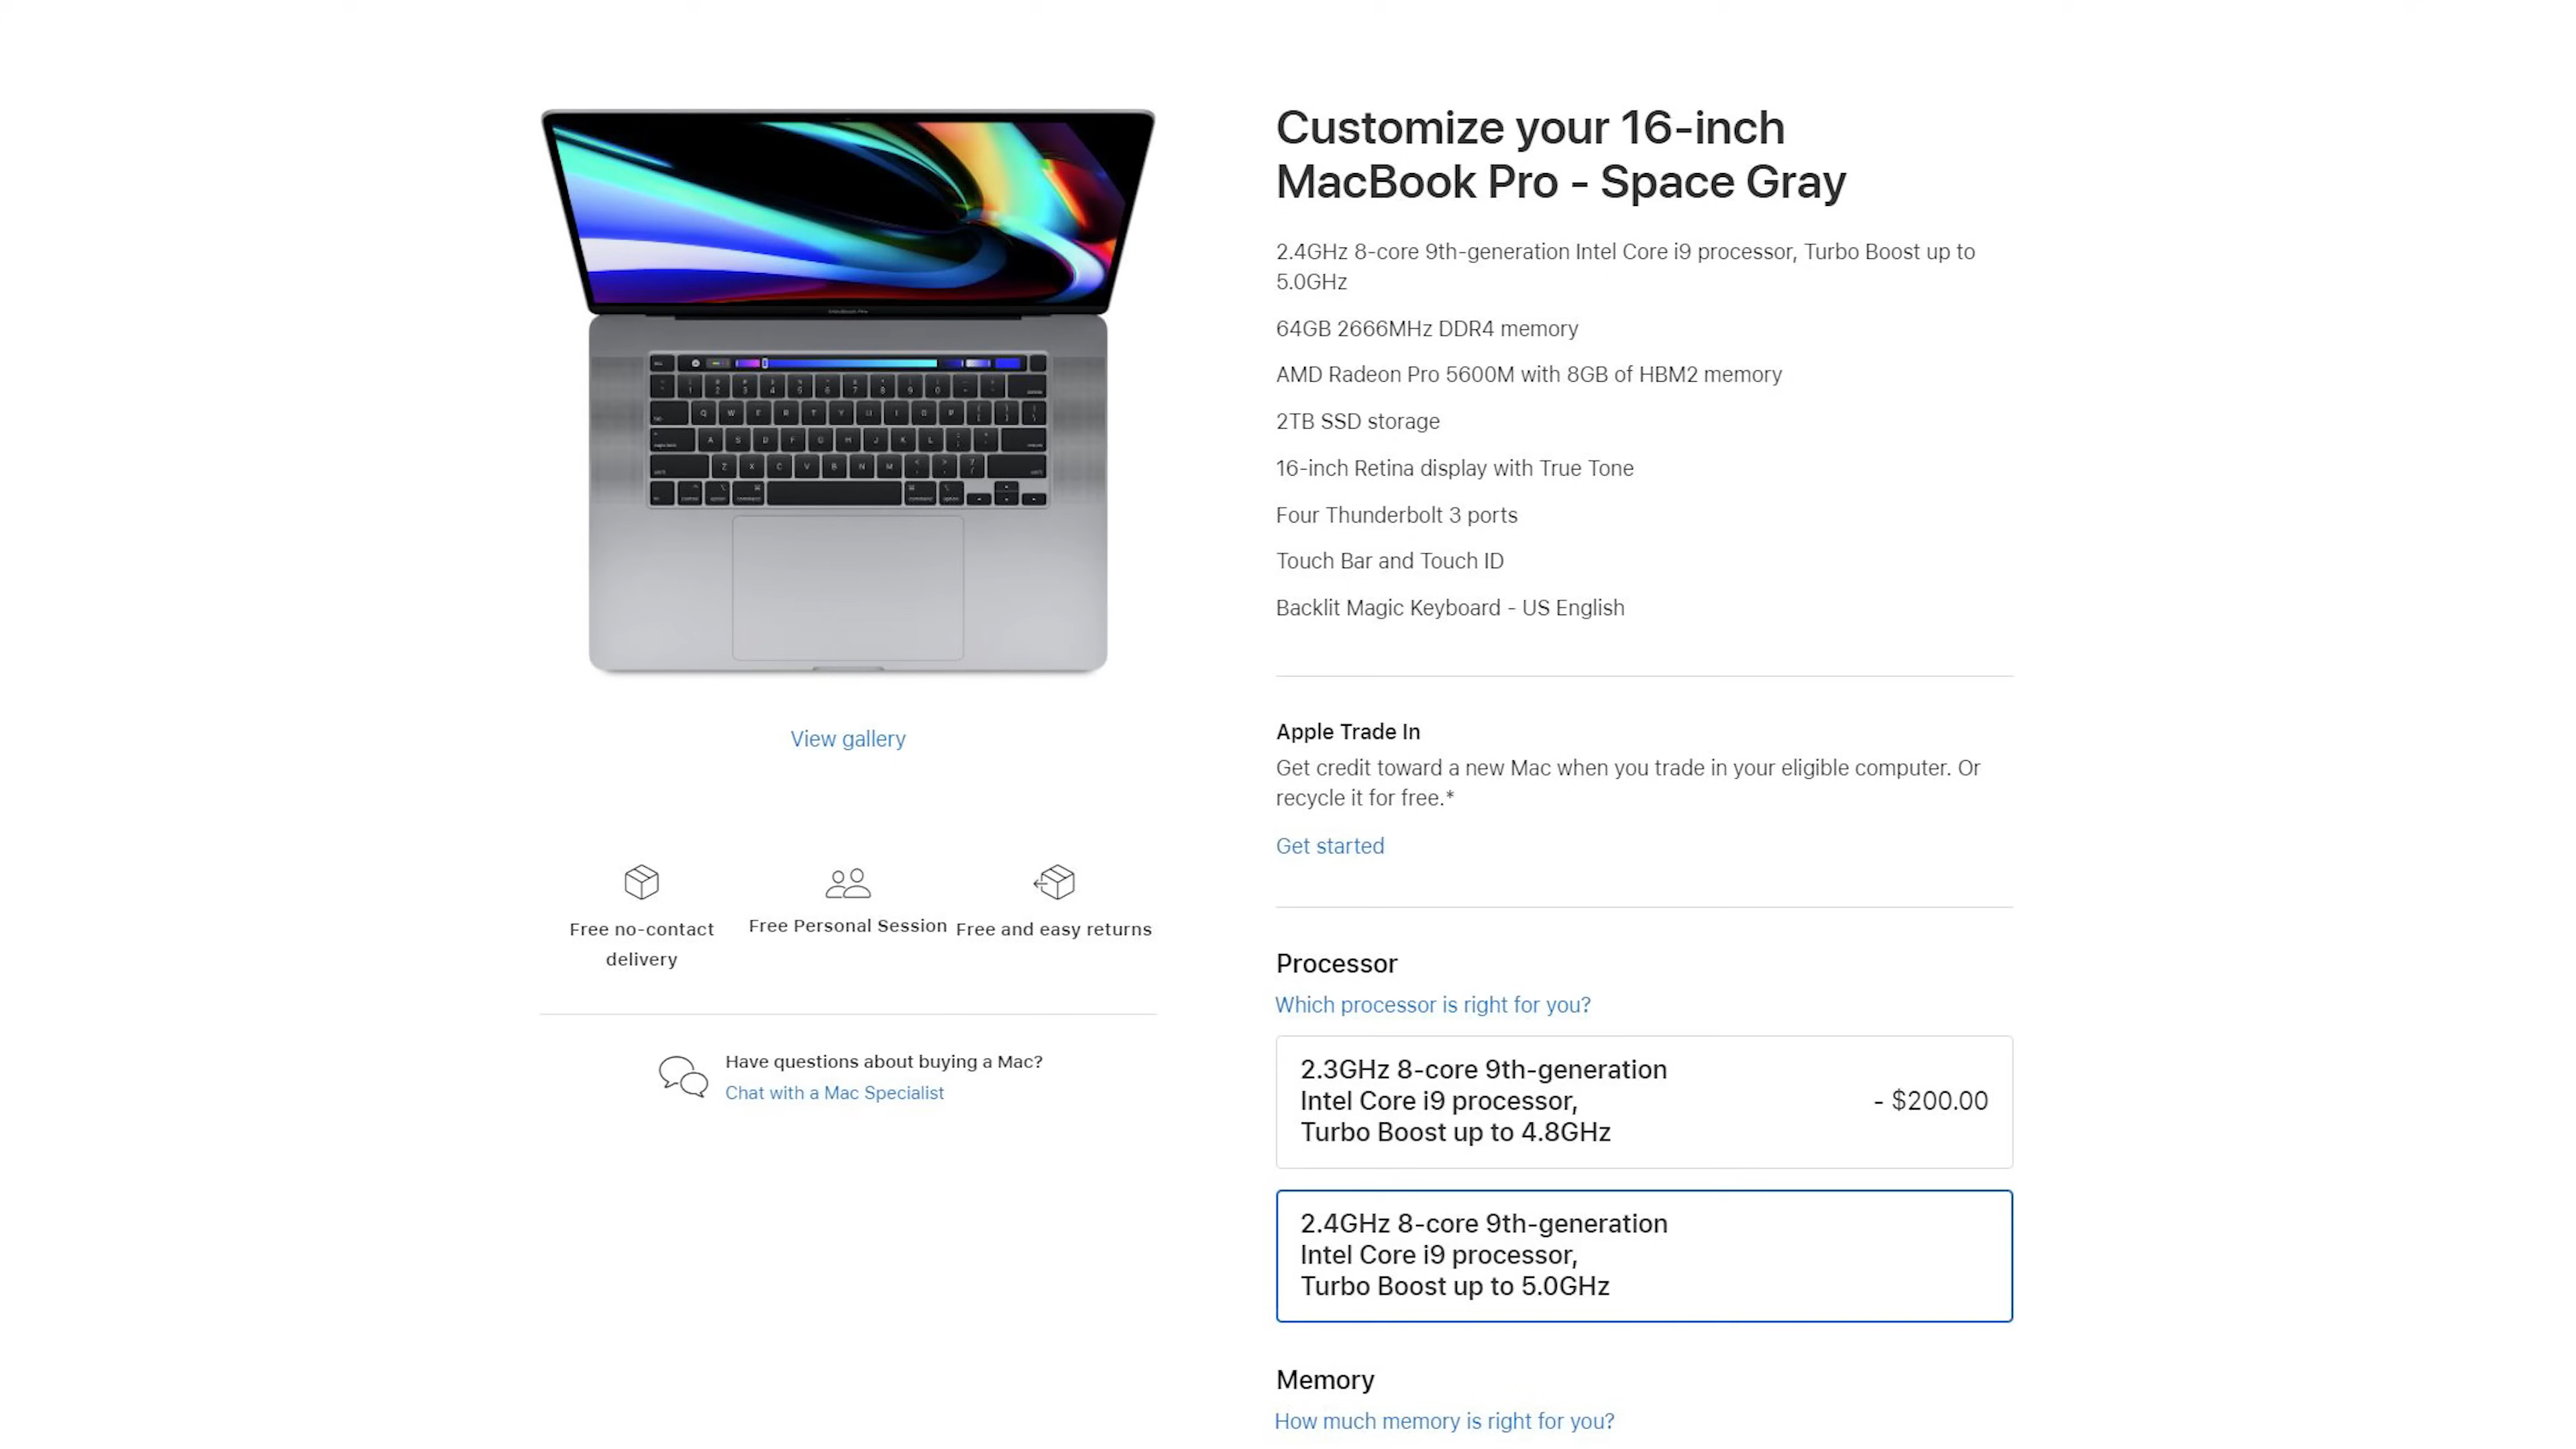 Customize your 16-inch
MacBook Pro - Space Gray
2.4GHz 8-core 9th-generation Intel Core i9 processor, Turbo Boost up to
5.0GHz
64GB 2666MHz DDR4 memory
AMD Radeon Pro 5600M with 8GB of HBM2 memory
2TB SSD storage
16-inch Retina display with True Tone
Four Thunderbolt 3 ports
Touch Bar and Touch ID
Backlit Magic Keyboard - US English
View gallery
Free no-contact
delivery
Free Personal Session
Free and easy returns
Have questions about buying a Mac?
Chat with a Mac Specialist
Apple Trade In
Get credit toward a new Mac when you trade in your eligible computer. Or
recycle it for free.*
Get started
Processor
Which processor is right for you?
2.3GHz 8-core 9th-generation
Intel Core i9 processor,
Turbo Boost up to 4.8GHz
- $200.00
2.4GHz 8-core 9th-generation
Intel Core i9 processor,
Turbo Boost up to 5.0GHz
Memory
How much memory is right for you?